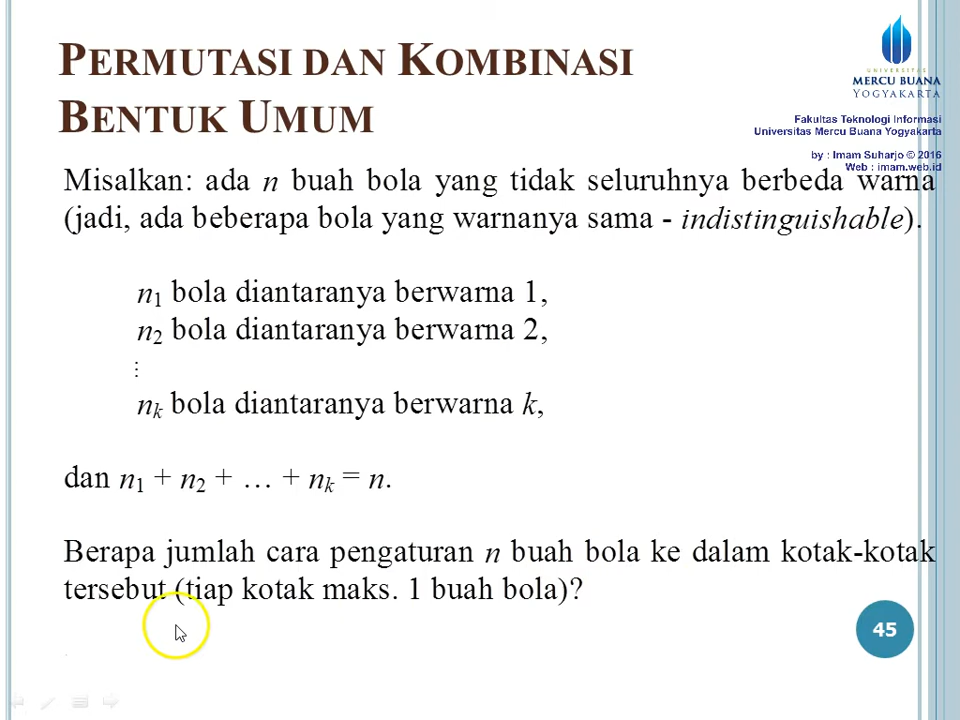 PERMUTASI DAN KOMBINASI
BENTUK UMUM
UNIVERSITAS
MERCU BUANA
YOGYAKARTA
Fakultas Teknologi Informasi
Universitas Mercu Buana Yogyakarta
by : Imam Suharjo © 2016
Web : imam.web.id
Misalkan: ada n buah bola yang tidak seluruhnya berbeda warna
(jadi, ada beberapa bola yang warnanya sama - indistinguishable).
n₁ bola diantaranya berwarna 1,
n₂ bola diantaranya berwarna 2,
⋮
nₖ bola diantaranya berwarna k,
dan n₁ + n₂ + … + nₖ = n.
Berapa jumlah cara pengaturan n buah bola ke dalam kotak-kotak
tersebut (tiap kotak maks. 1 buah bola)?
45